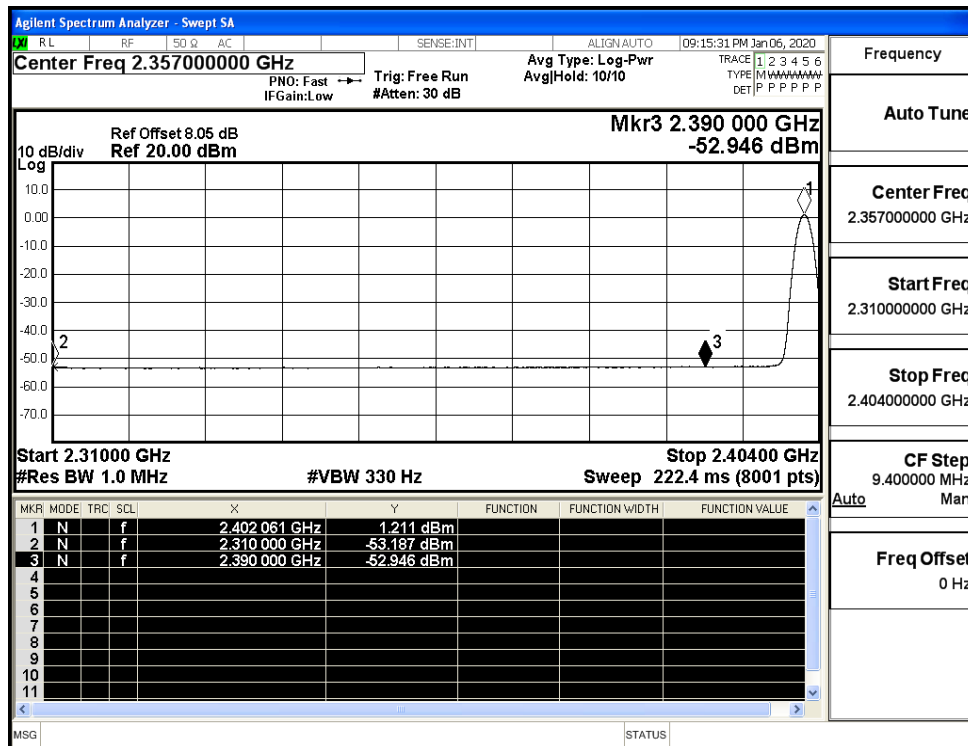 Agilent Spectrum Analyzer - Swept SA
LXI RL RF 50 Ω AC SENSE:INT ALIGN AUTO 09:15:31 PM Jan 06, 2020
Center Freq 2.357000000 GHz
PNO: Fast
IFGain:Low
Trig: Free Run
#Atten: 30 dB
Avg Type: Log-Pwr
Avg|Hold: 10/10
TRACE 1 2 3 4 5 6
TYPE M W W W W W
DET P P P P P P
Ref Offset 8.05 dB
10 dB/div Ref 20.00 dBm
Log
Mkr3 2.390 000 GHz
-52.946 dBm
10.0
0.00
-10.0
-20.0
-30.0
-40.0
-50.0
-60.0
-70.0
1
2
3
Start 2.31000 GHz Stop 2.40400 GHz
#Res BW 1.0 MHz #VBW 330 Hz Sweep 222.4 ms (8001 pts)
MKR MODE TRC SCL X Y FUNCTION FUNCTION WIDTH FUNCTION VALUE
1 N f 2.402 061 GHz 1.211 dBm
2 N f 2.310 000 GHz -53.187 dBm
3 N f 2.390 000 GHz -52.946 dBm
4
5
6
7
8
9
10
11
MSG STATUS
Frequency
Auto Tune
Center Freq
2.357000000 GHz
Start Freq
2.310000000 GHz
Stop Freq
2.404000000 GHz
CF Step
9.400000 MHz
Auto Man
Freq Offset
0 Hz